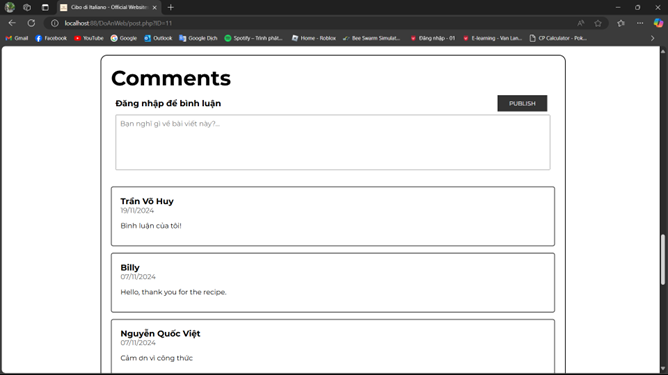 Cibo di Italiano - Official Website
localhost:88/DoAnWeb/post.php?ID=11
Gmail
Facebook
YouTube
Google
Outlook
Google Dịch
Spotify – Trình phát...
Home - Roblox
Bee Swarm Simulat...
Đăng nhập - 01
E-learning - Van Lan...
CP Calculator - Pok...
Comments
Đăng nhập để bình luận
PUBLISH
Bạn nghĩ gì về bài viết này?...
Trần Võ Huy
19/11/2024
Bình luận của tôi!
Billy
07/11/2024
Hello, thank you for the recipe.
Nguyễn Quốc Việt
07/11/2024
Cảm ơn vì công thức